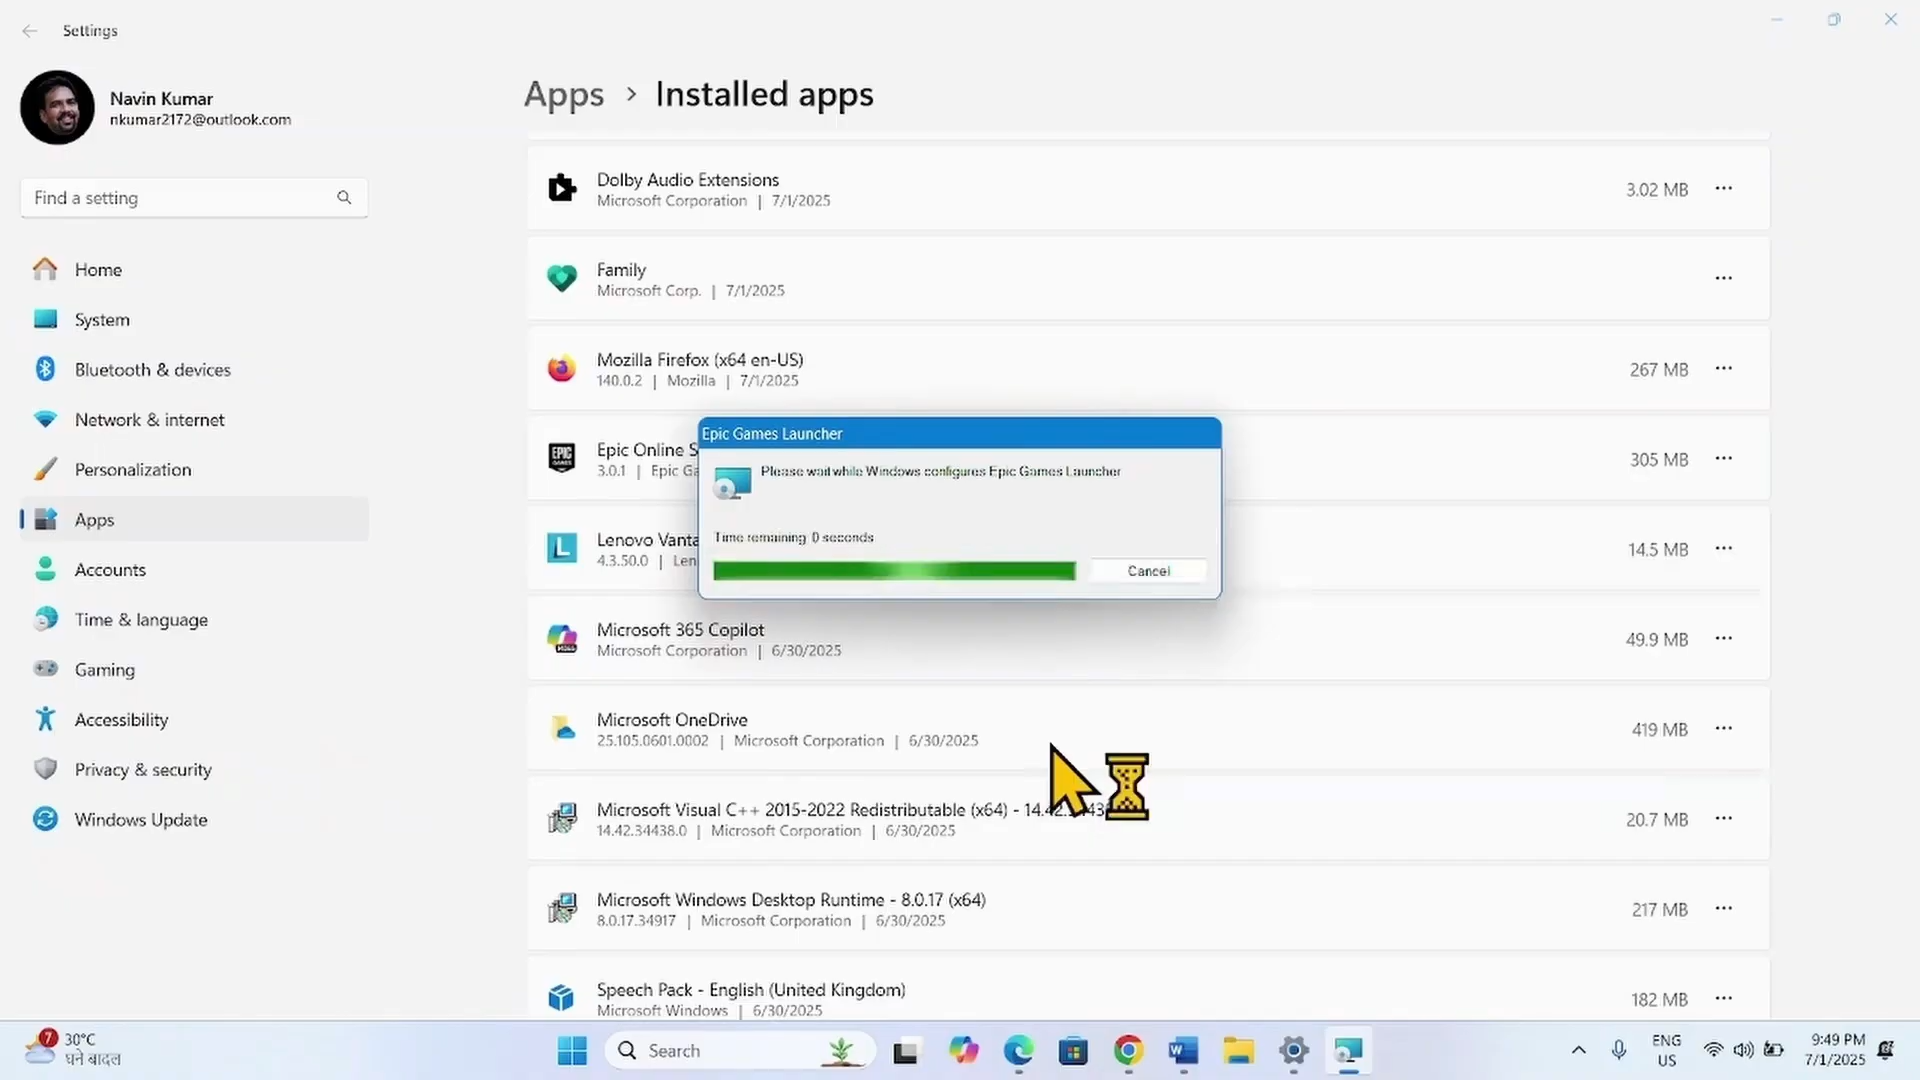 Settings
Navin Kumar
nkumar2172@outlook.com
Find a setting
Home
System
Bluetooth & devices
Network & internet
Personalization
Apps
Accounts
Time & language
Gaming
Accessibility
Privacy & security
Windows Update
Apps > Installed apps
Dolby Audio Extensions
Microsoft Corporation | 7/1/2025
3.02 MB
Family
Microsoft Corp. | 7/1/2025
Mozilla Firefox (x64 en-US)
140.0.2 | Mozilla | 7/1/2025
267 MB
Epic Online S
3.0.1 | Epic Ga
305 MB
Epic Games Launcher
Please wait while Windows configures Epic Games Launcher
Time remaining: 0 seconds
Cancel
Lenovo Vanta
4.3.50.0 | Len
14.5 MB
Microsoft 365 Copilot
Microsoft Corporation | 6/30/2025
49.9 MB
Microsoft OneDrive
25.105.0601.0002 | Microsoft Corporation | 6/30/2025
419 MB
Microsoft Visual C++ 2015-2022 Redistributable (x64) -
14.42.34438.0 | Microsoft Corporation | 6/30/2025
20.7 MB
Microsoft Windows Desktop Runtime - 8.0.17 (x64)
8.0.17.34917 | Microsoft Corporation | 6/30/2025
217 MB
Speech Pack - English (United Kingdom)
Microsoft Windows | 6/30/2025
182 MB
7
30°C
घने बादल
Search
ENG
US
9:49 PM
7/1/2025